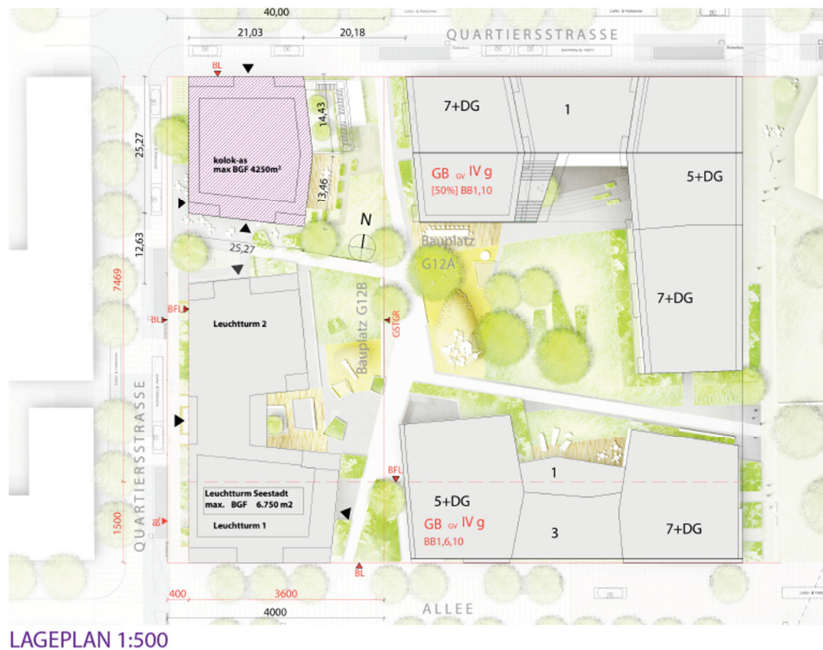 40,00
21,03
20,18
QUARTIERSSTRASSE
BL
25,27
14,43
kolok-as
max BGF 4250m²
13,46
7+DG
1
GB GV IV g
[50%] BB1,10
5+DG
N
12,63
25,27
7469
Bauplatz
G12A
7+DG
BFL
BL
Leuchtturm 2
Bauplatz G12B
GSTGR
QUARTIERSSTRASSE
BFL
Leuchtturm Seestadt
max. BGF 6.750 m2
Leuchtturm 1
1
5+DG
GB GV IV g
BB1,6,10
3
7+DG
1500
BL
BL
400
3600
4000
ALLEE
LAGEPLAN 1:500